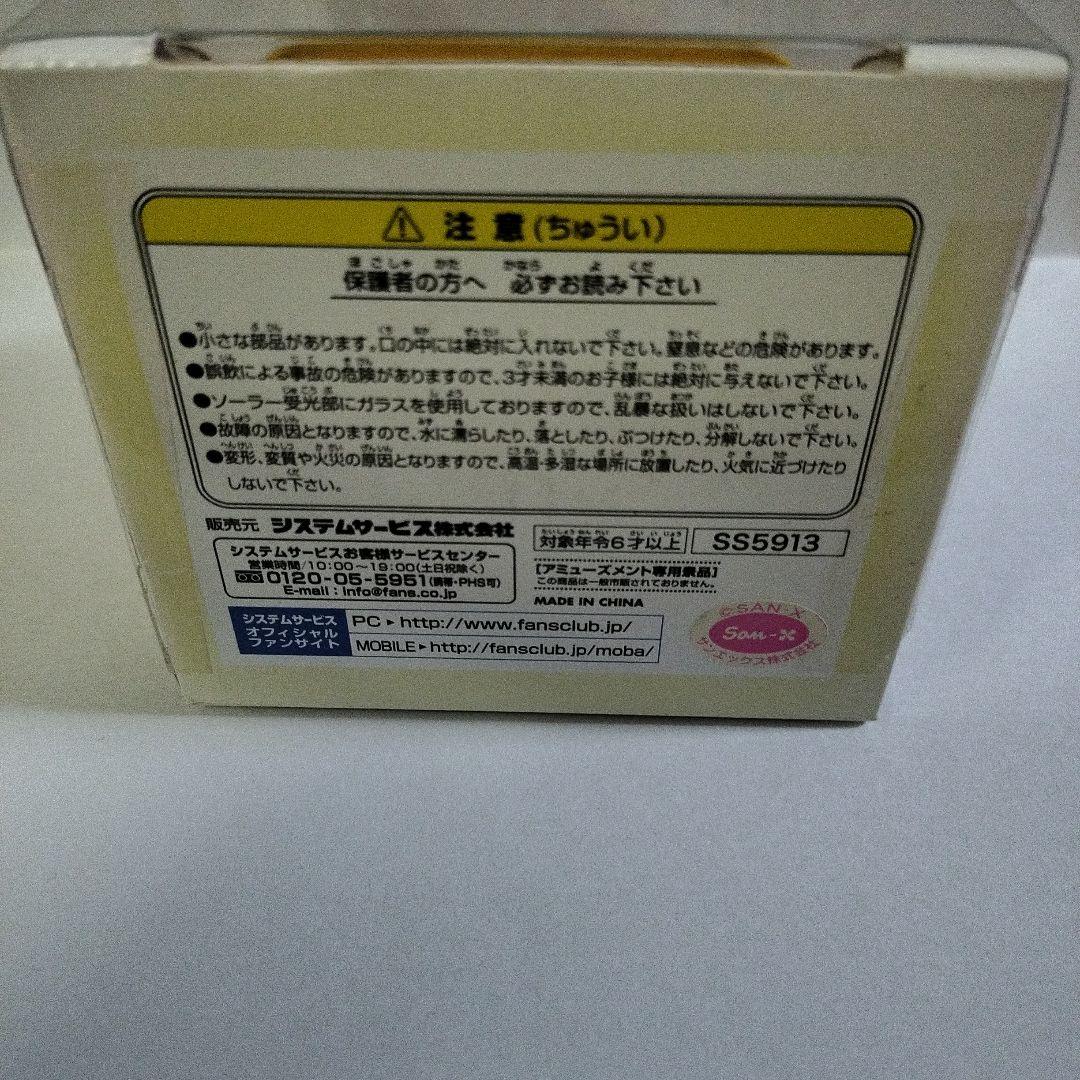 注意(ちゅうい)
保護者の方へ 必ずお読み下さい
●小さな部品があります。口の中には絶対に入れないで下さい。窒息などの危険があります。
●誤飲による事故の危険がありますので、3才未満のお子様には絶対に与えないで下さい。
●ソーラー受光部にガラスを使用しておりますので、乱暴な扱いはしないで下さい。
●故障の原因となりますので、水に濡らしたり、落としたり、ぶつけたり、分解しないで下さい。
●変形、変質や火災の原因となりますので、高温・多湿な場所に放置したり、火気に近づけたり
しないで下さい。
販売元 システムサービス株式会社
システムサービスお客様サービスセンター
営業時間/10:00〜19:00(土日祝除く)
0120-05-5951(携帯・PHS可)
E-mail : info@fans.co.jp
対象年令6才以上 SS5913
[アミューズメント専用景品]
この商品は一般市販されておりません。
MADE IN CHINA
システムサービス
オフィシャル
ファンサイト
PC▶http://www.fansclub.jp/
MOBILE▶http://fansclub.jp/moba/
©SAN-X
San-X
サンエックス株式会社